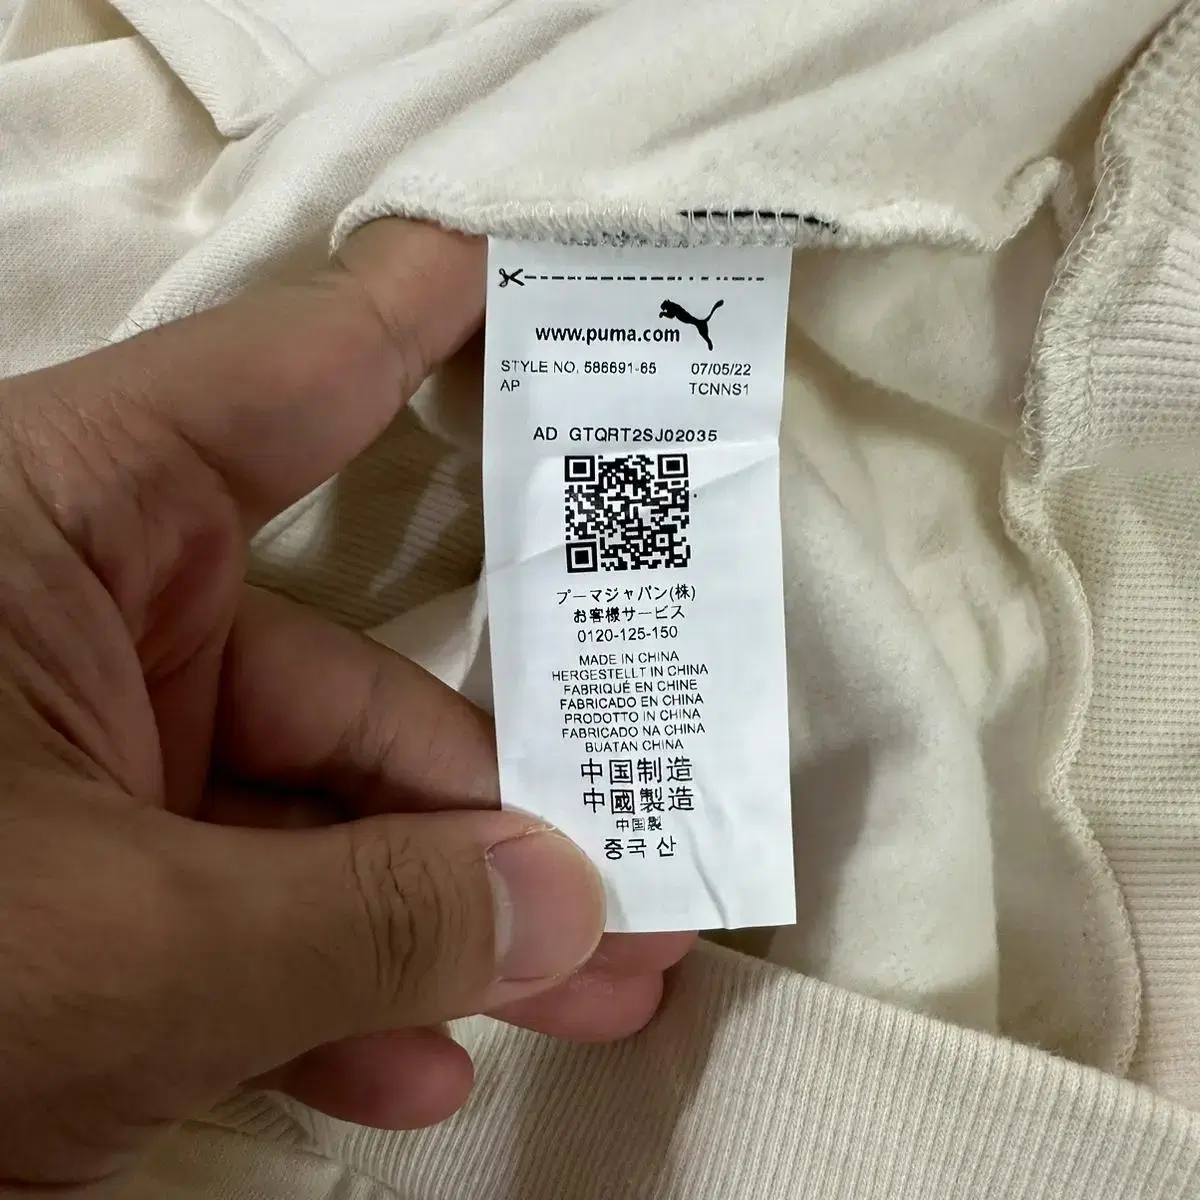 www.puma.com
STYLE NO. 586691-65 07/05/22
AP TCNNS1
AD GTQRT2SJ02035
プーマジャパン(株)
お客様サービス
0120-125-150
MADE IN CHINA
HERGESTELLT IN CHINA
FABRIQUÉ EN CHINE
FABRICADO EN CHINA
PRODOTTO IN CHINA
FABRICADO NA CHINA
BUATAN CHINA
中国制造
中國製造
中国製
중국 산